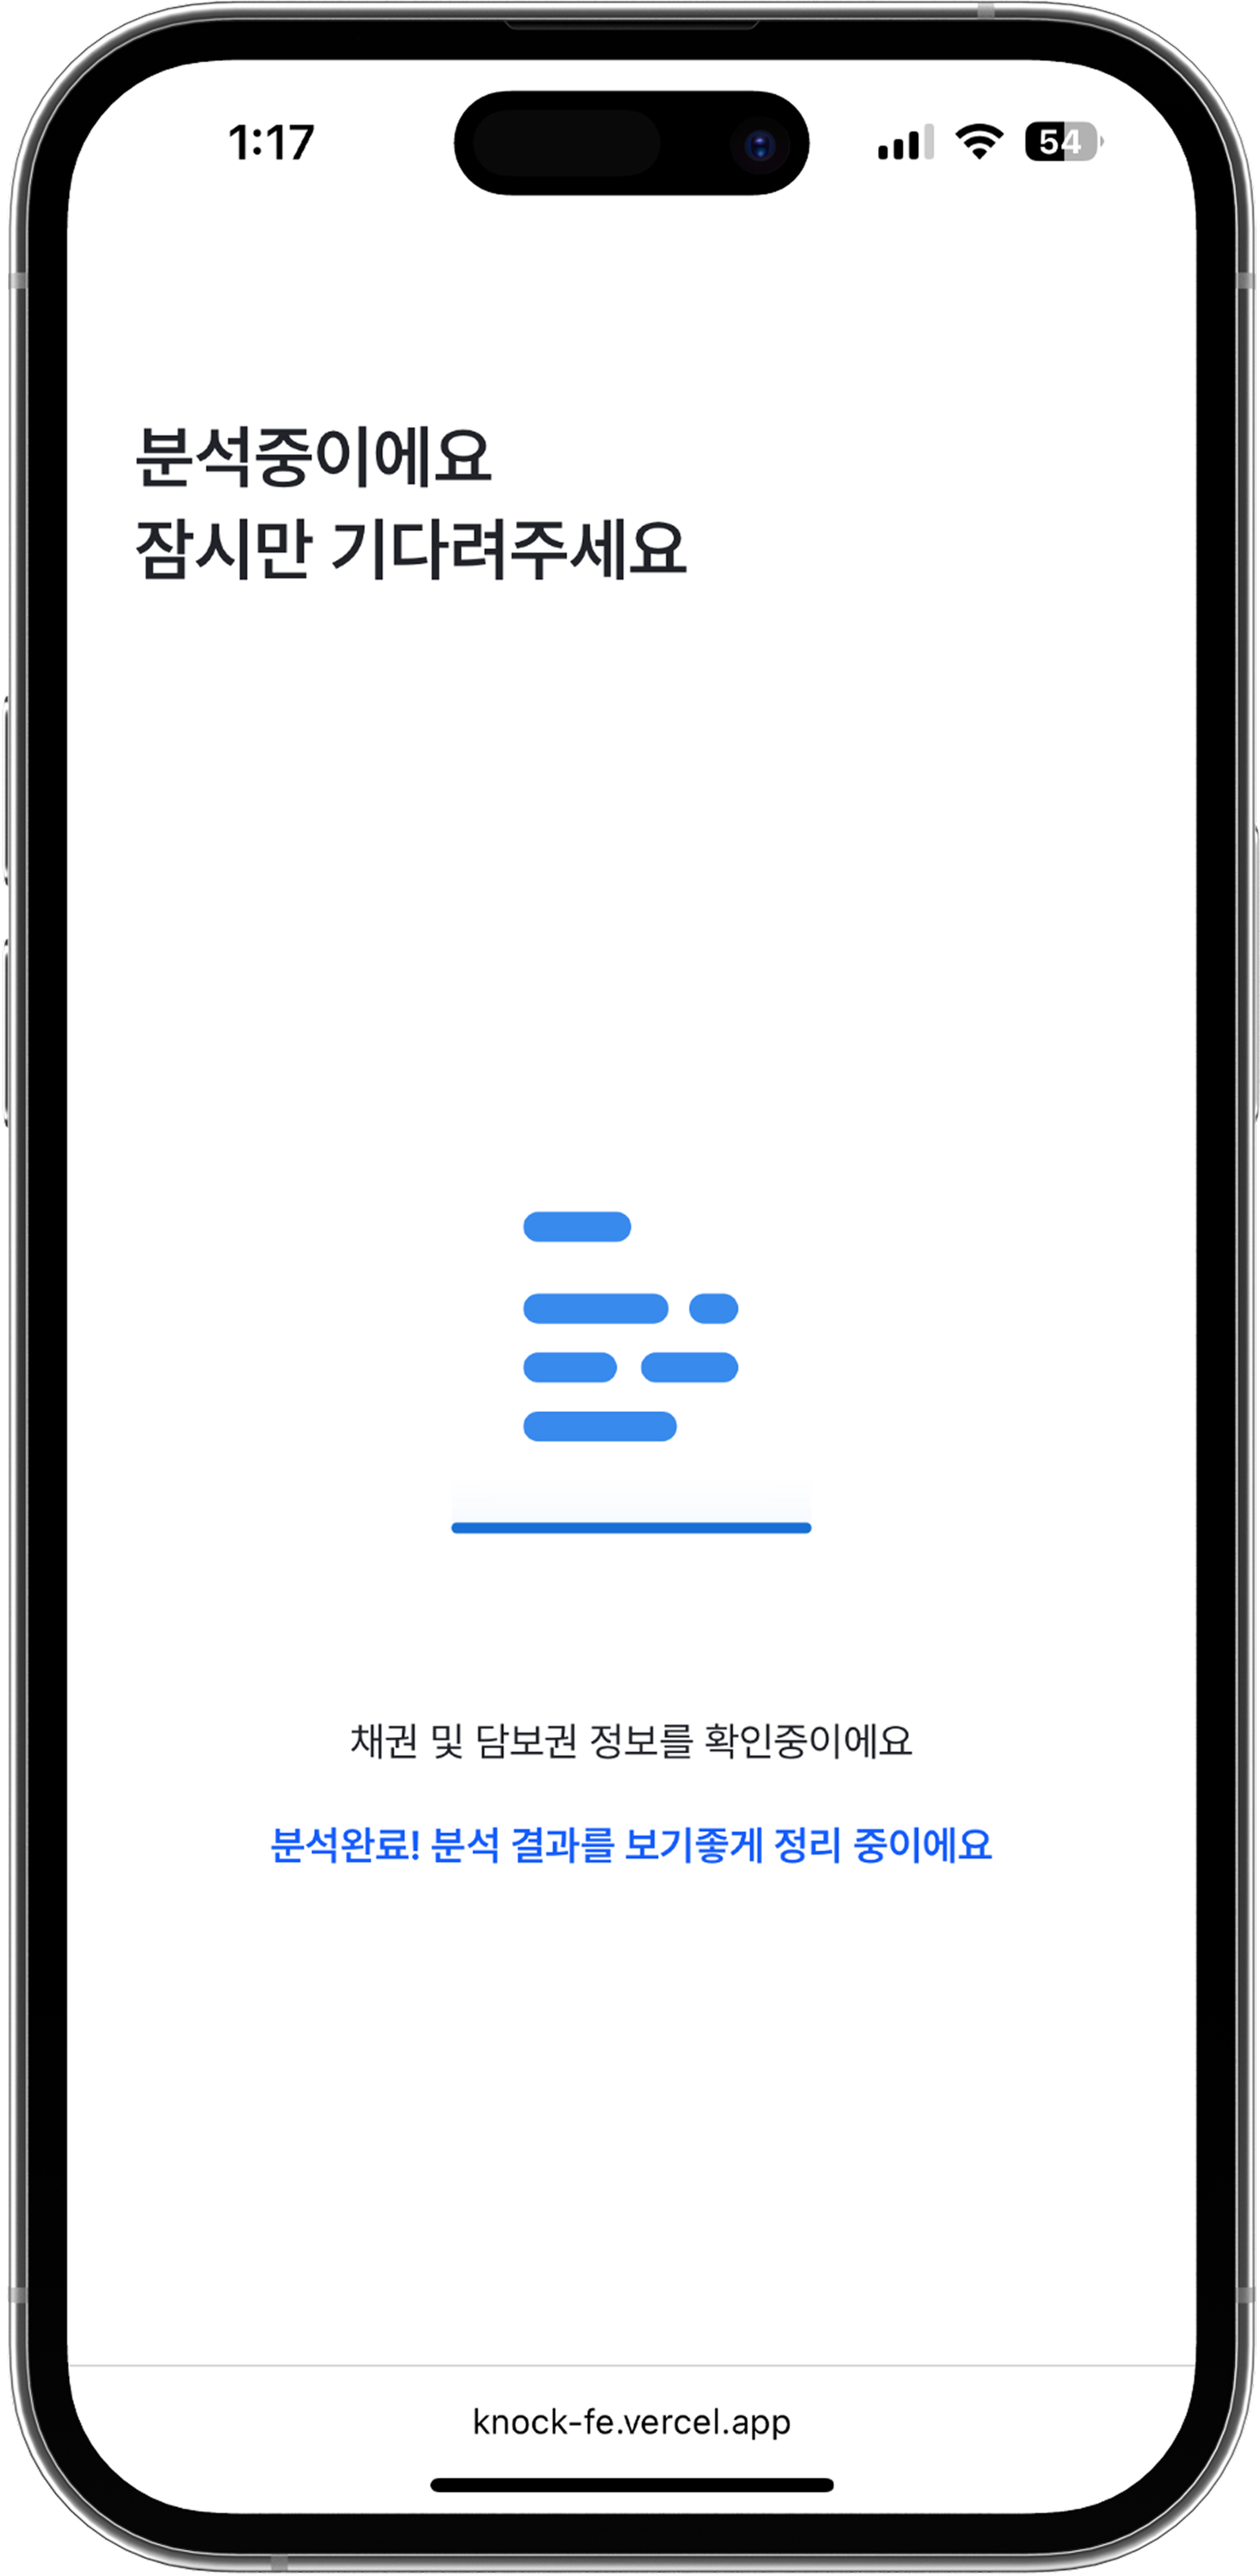 1:17
54
분석중이에요
잠시만 기다려주세요
채권 및 담보권 정보를 확인중이에요
분석완료! 분석 결과를 보기좋게 정리 중이에요
knock-fe.vercel.app